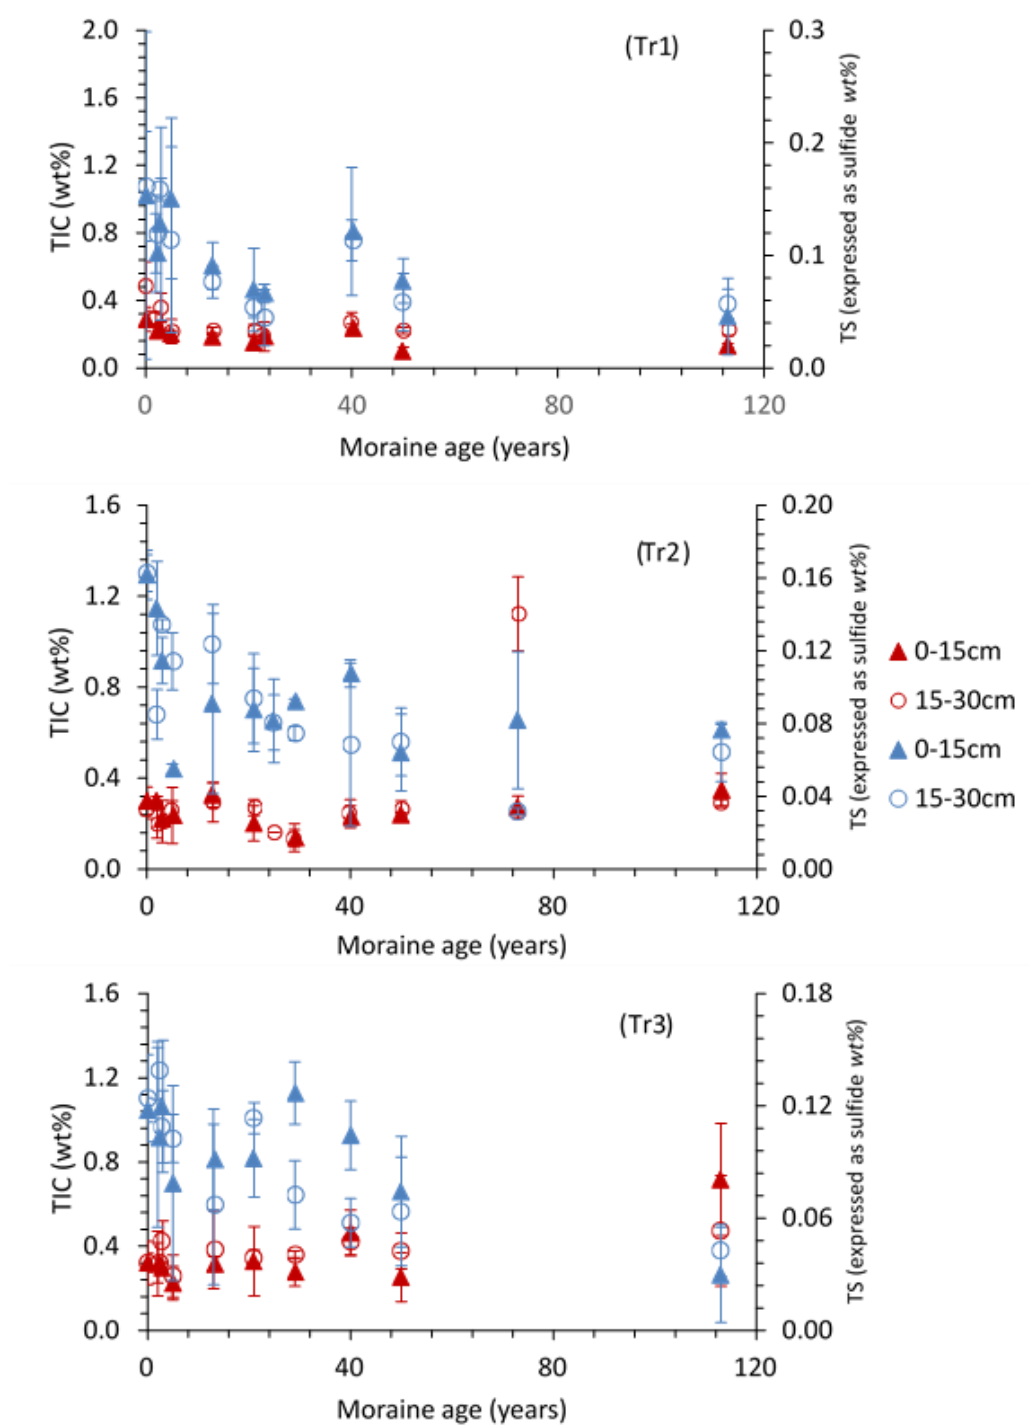 (Tr1)
TIC (wt%)
2.0
1.6
1.2
0.8
0.4
0.0
0.3
0.2
0.1
0.0
TS (expressed as sulfide wt%)
0 40 80 120
Moraine age (years)
(Tr2)
TIC (wt%)
1.6
1.2
0.8
0.4
0.0
0.20
0.16
0.12
0.08
0.04
0.00
TS (expressed as sulfide wt%)
0 40 80 120
Moraine age (years)
0-15cm
15-30cm
0-15cm
15-30cm
(Tr3)
TIC (wt%)
1.6
1.2
0.8
0.4
0.0
0.18
0.12
0.06
0.00
TS (expressed as sulfide wt%)
0 40 80 120
Moraine age (years)